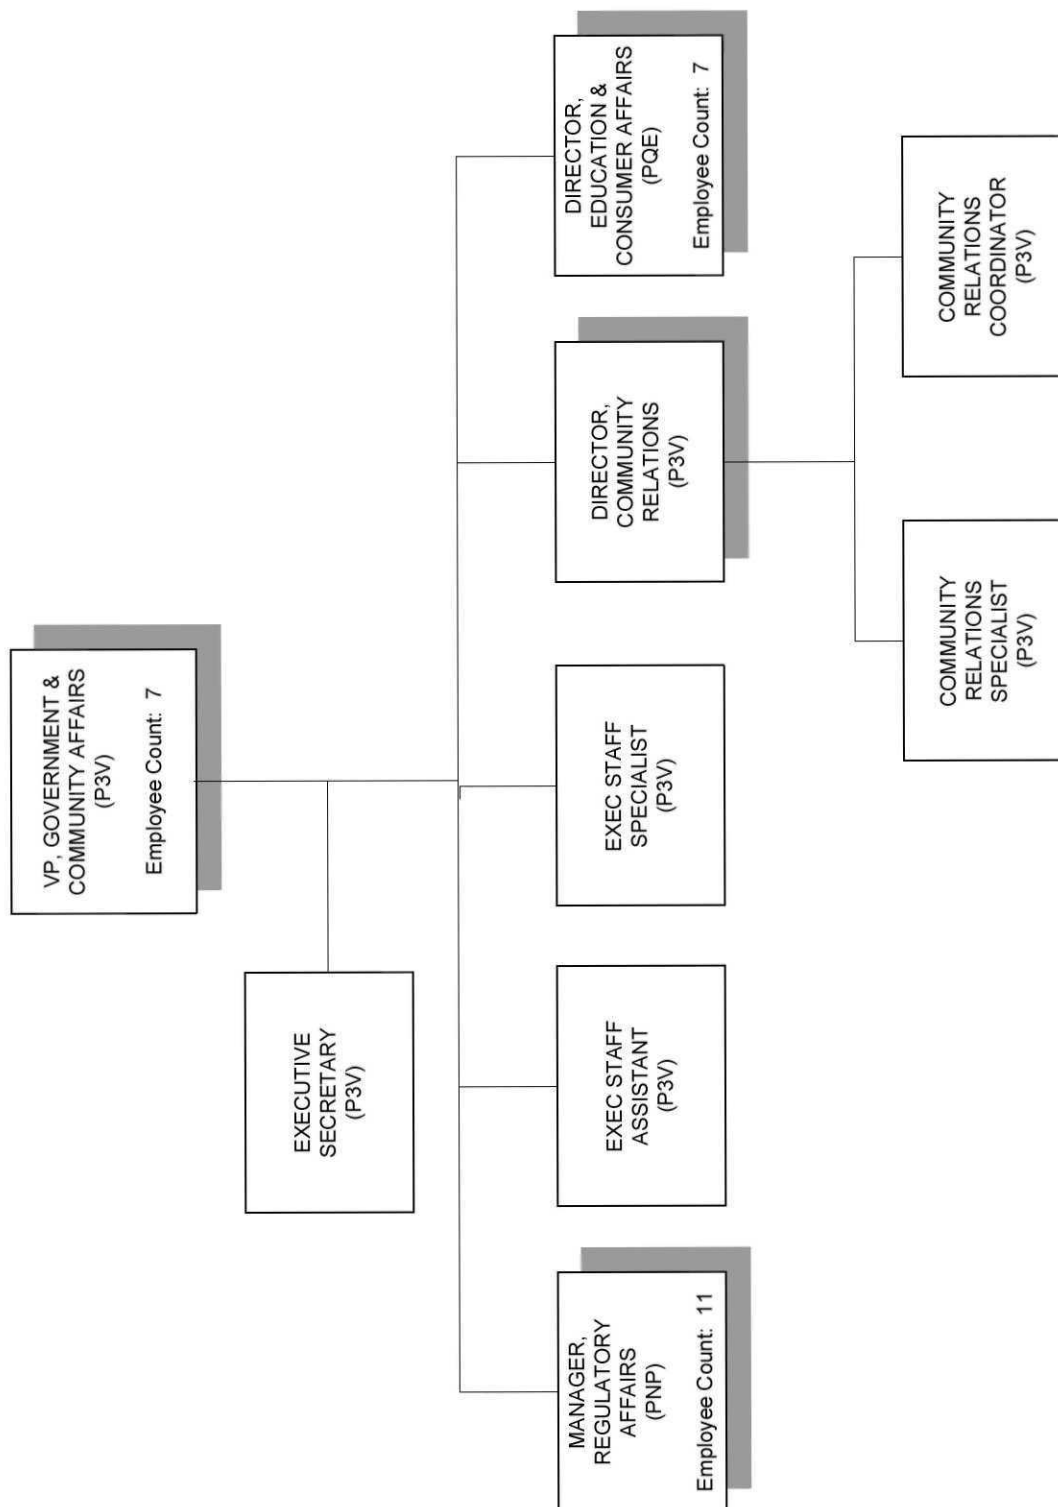 VP, GOVERNMENT &
COMMUNITY AFFAIRS
(P3V)
Employee Count: 7
EXECUTIVE
SECRETARY
(P3V)
MANAGER,
REGULATORY
AFFAIRS
(PNP)
Employee Count: 11
EXEC STAFF
ASSISTANT
(P3V)
EXEC STAFF
SPECIALIST
(P3V)
DIRECTOR,
COMMUNITY
RELATIONS
(P3V)
DIRECTOR,
EDUCATION &
CONSUMER AFFAIRS
(PQE)
Employee Count: 7
COMMUNITY
RELATIONS
SPECIALIST
(P3V)
COMMUNITY
RELATIONS
COORDINATOR
(P3V)